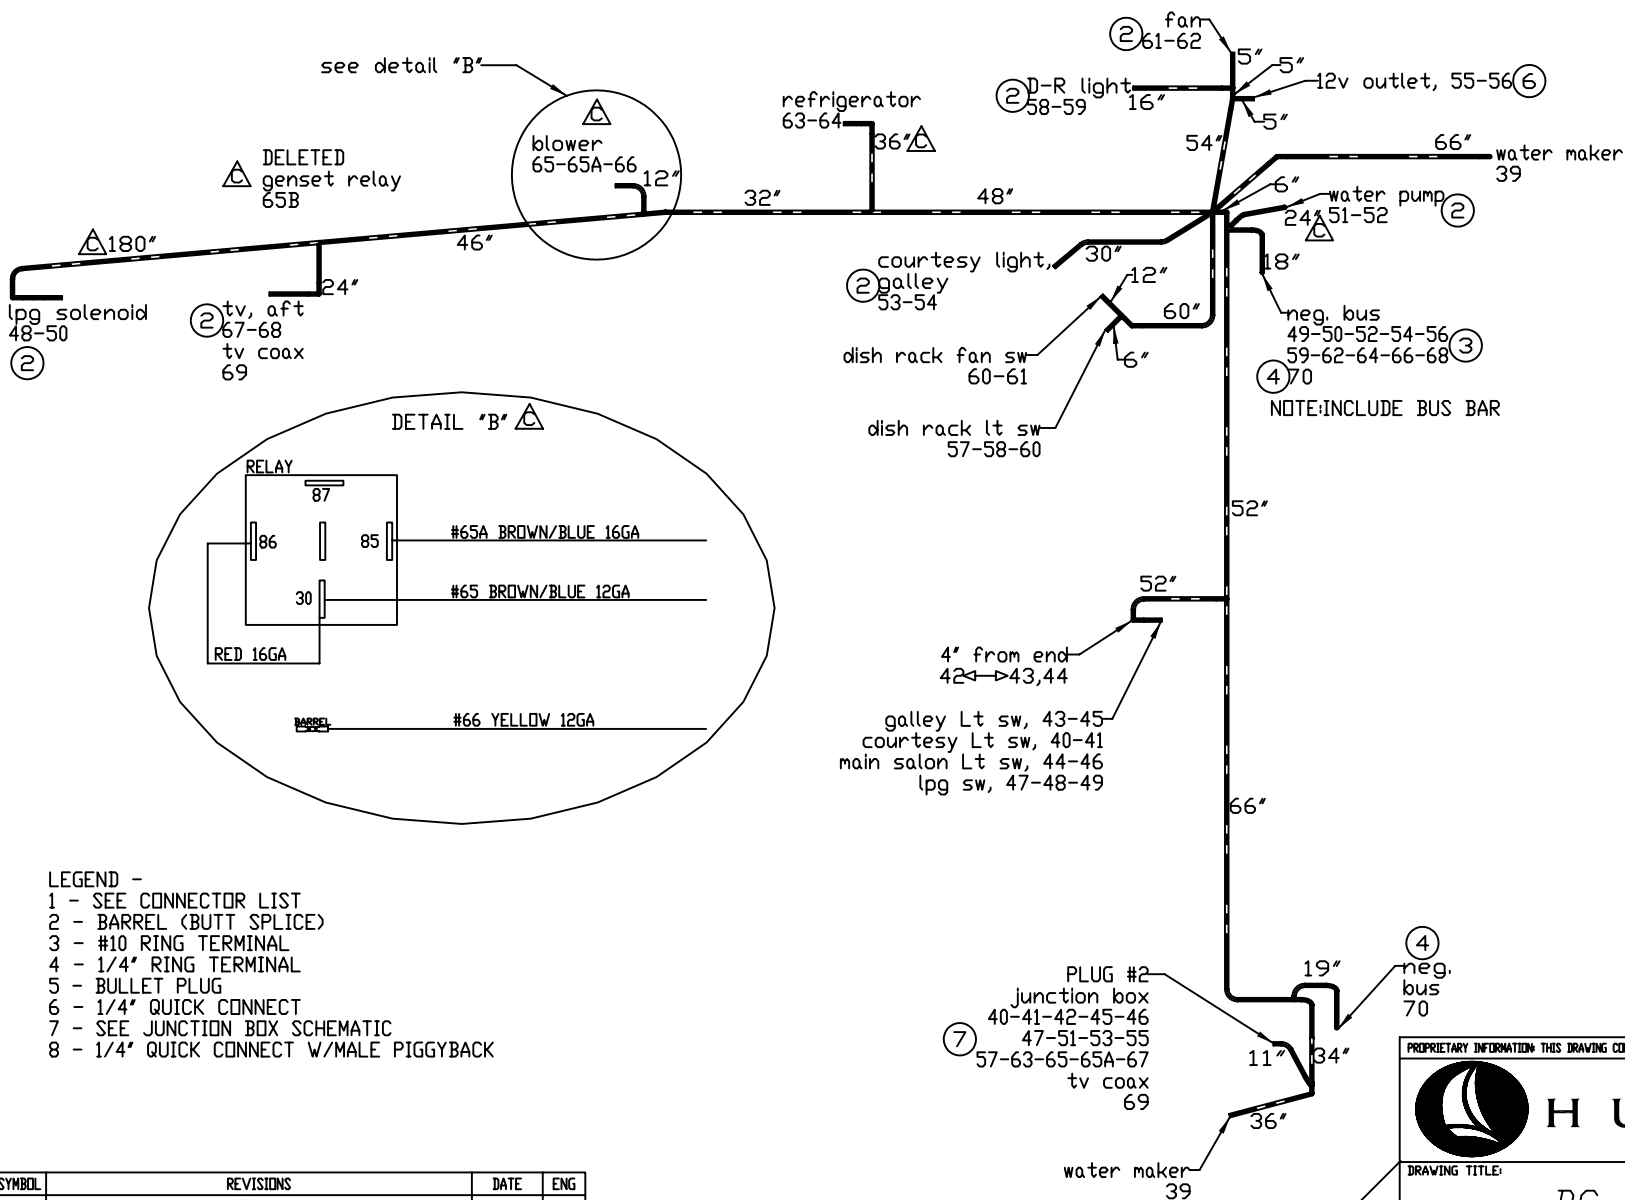 fan
2 61-62
5"
5"
see detail "B"
D-R light
2 58-59
16"
12v outlet, 55-56 6
5"
refrigerator
63-64
36" C
54"
66"
water maker
39
C
blower
65-65A-66
12"
DELETED
C genset relay
65B
6"
water pump
51-52 2
24"
C
32"
48"
C 180"
46"
30"
18"
courtesy light,
2 galley
53-54
12"
24"
lpg solenoid
48-50
2
2 tv, aft
67-68
tv coax
69
60"
neg. bus
49-50-52-54-56
59-62-64-66-68 3
4 70
NOTE:INCLUDE BUS BAR
dish rack fan sw
60-61
6"
dish rack lt sw
57-58-60
DETAIL "B" C
RELAY
87
86
85
30
#65A BROWN/BLUE 16GA
#65 BROWN/BLUE 12GA
RED 16GA
BARREL
#66 YELLOW 12GA
52"
52"
4" from end
42 43,44
galley Lt sw, 43-45
courtesy Lt sw, 40-41
main salon Lt sw, 44-46
lpg sw, 47-48-49
66"
LEGEND -
1 - SEE CONNECTOR LIST
2 - BARREL (BUTT SPLICE)
3 - #10 RING TERMINAL
4 - 1/4" RING TERMINAL
5 - BULLET PLUG
6 - 1/4" QUICK CONNECT
7 - SEE JUNCTION BOX SCHEMATIC
8 - 1/4" QUICK CONNECT W/MALE PIGGYBACK
19"
4
neg.
bus
70
PLUG #2
junction box
40-41-42-45-46
47-51-53-55
7 57-63-65-65A-67
tv coax
69
11"
34"
36"
water maker
39
PROPRIETARY INFORMATION: THIS DRAWING
H U
DRAWING TITLE:
SYMBOL REVISIONS DATE ENG